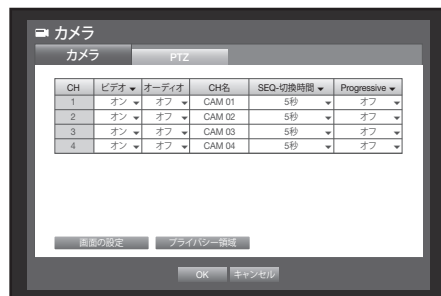 カメラ
カメラ PTZ
CH ビデオ オーディオ CH名 SEQ-切換時間 Progressive
1 オン オフ CAM 01 5秒 オフ
2 オン オフ CAM 02 5秒 オフ
3 オン オフ CAM 03 5秒 オフ
4 オン オフ CAM 04 5秒 オフ
画面の設定 プライバシー領域
OK キャンセル